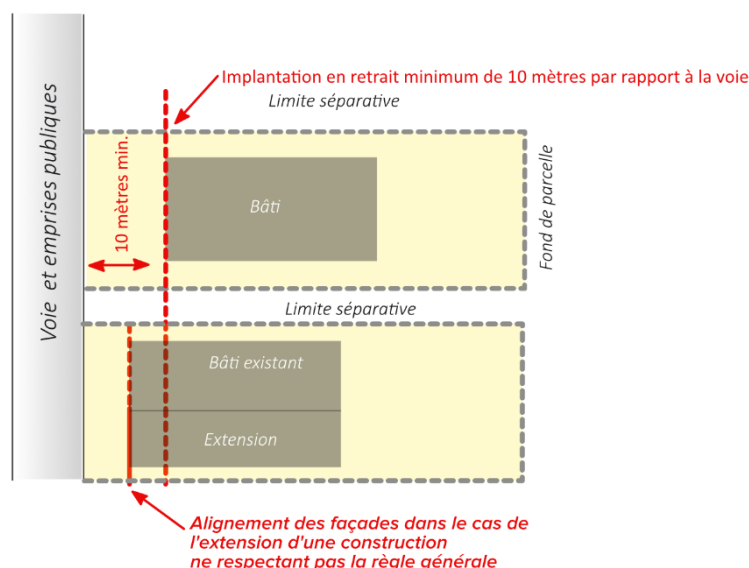 Implantation en retrait minimum de 10 mètres par rapport à la voie
Limite séparative
Voie et emprises publiques
10 mètres min.
Bâti
Fond de parcelle
Limite séparative
Bâti existant
Extension
Alignement des façades dans le cas de
l'extension d'une construction
ne respectant pas la règle générale